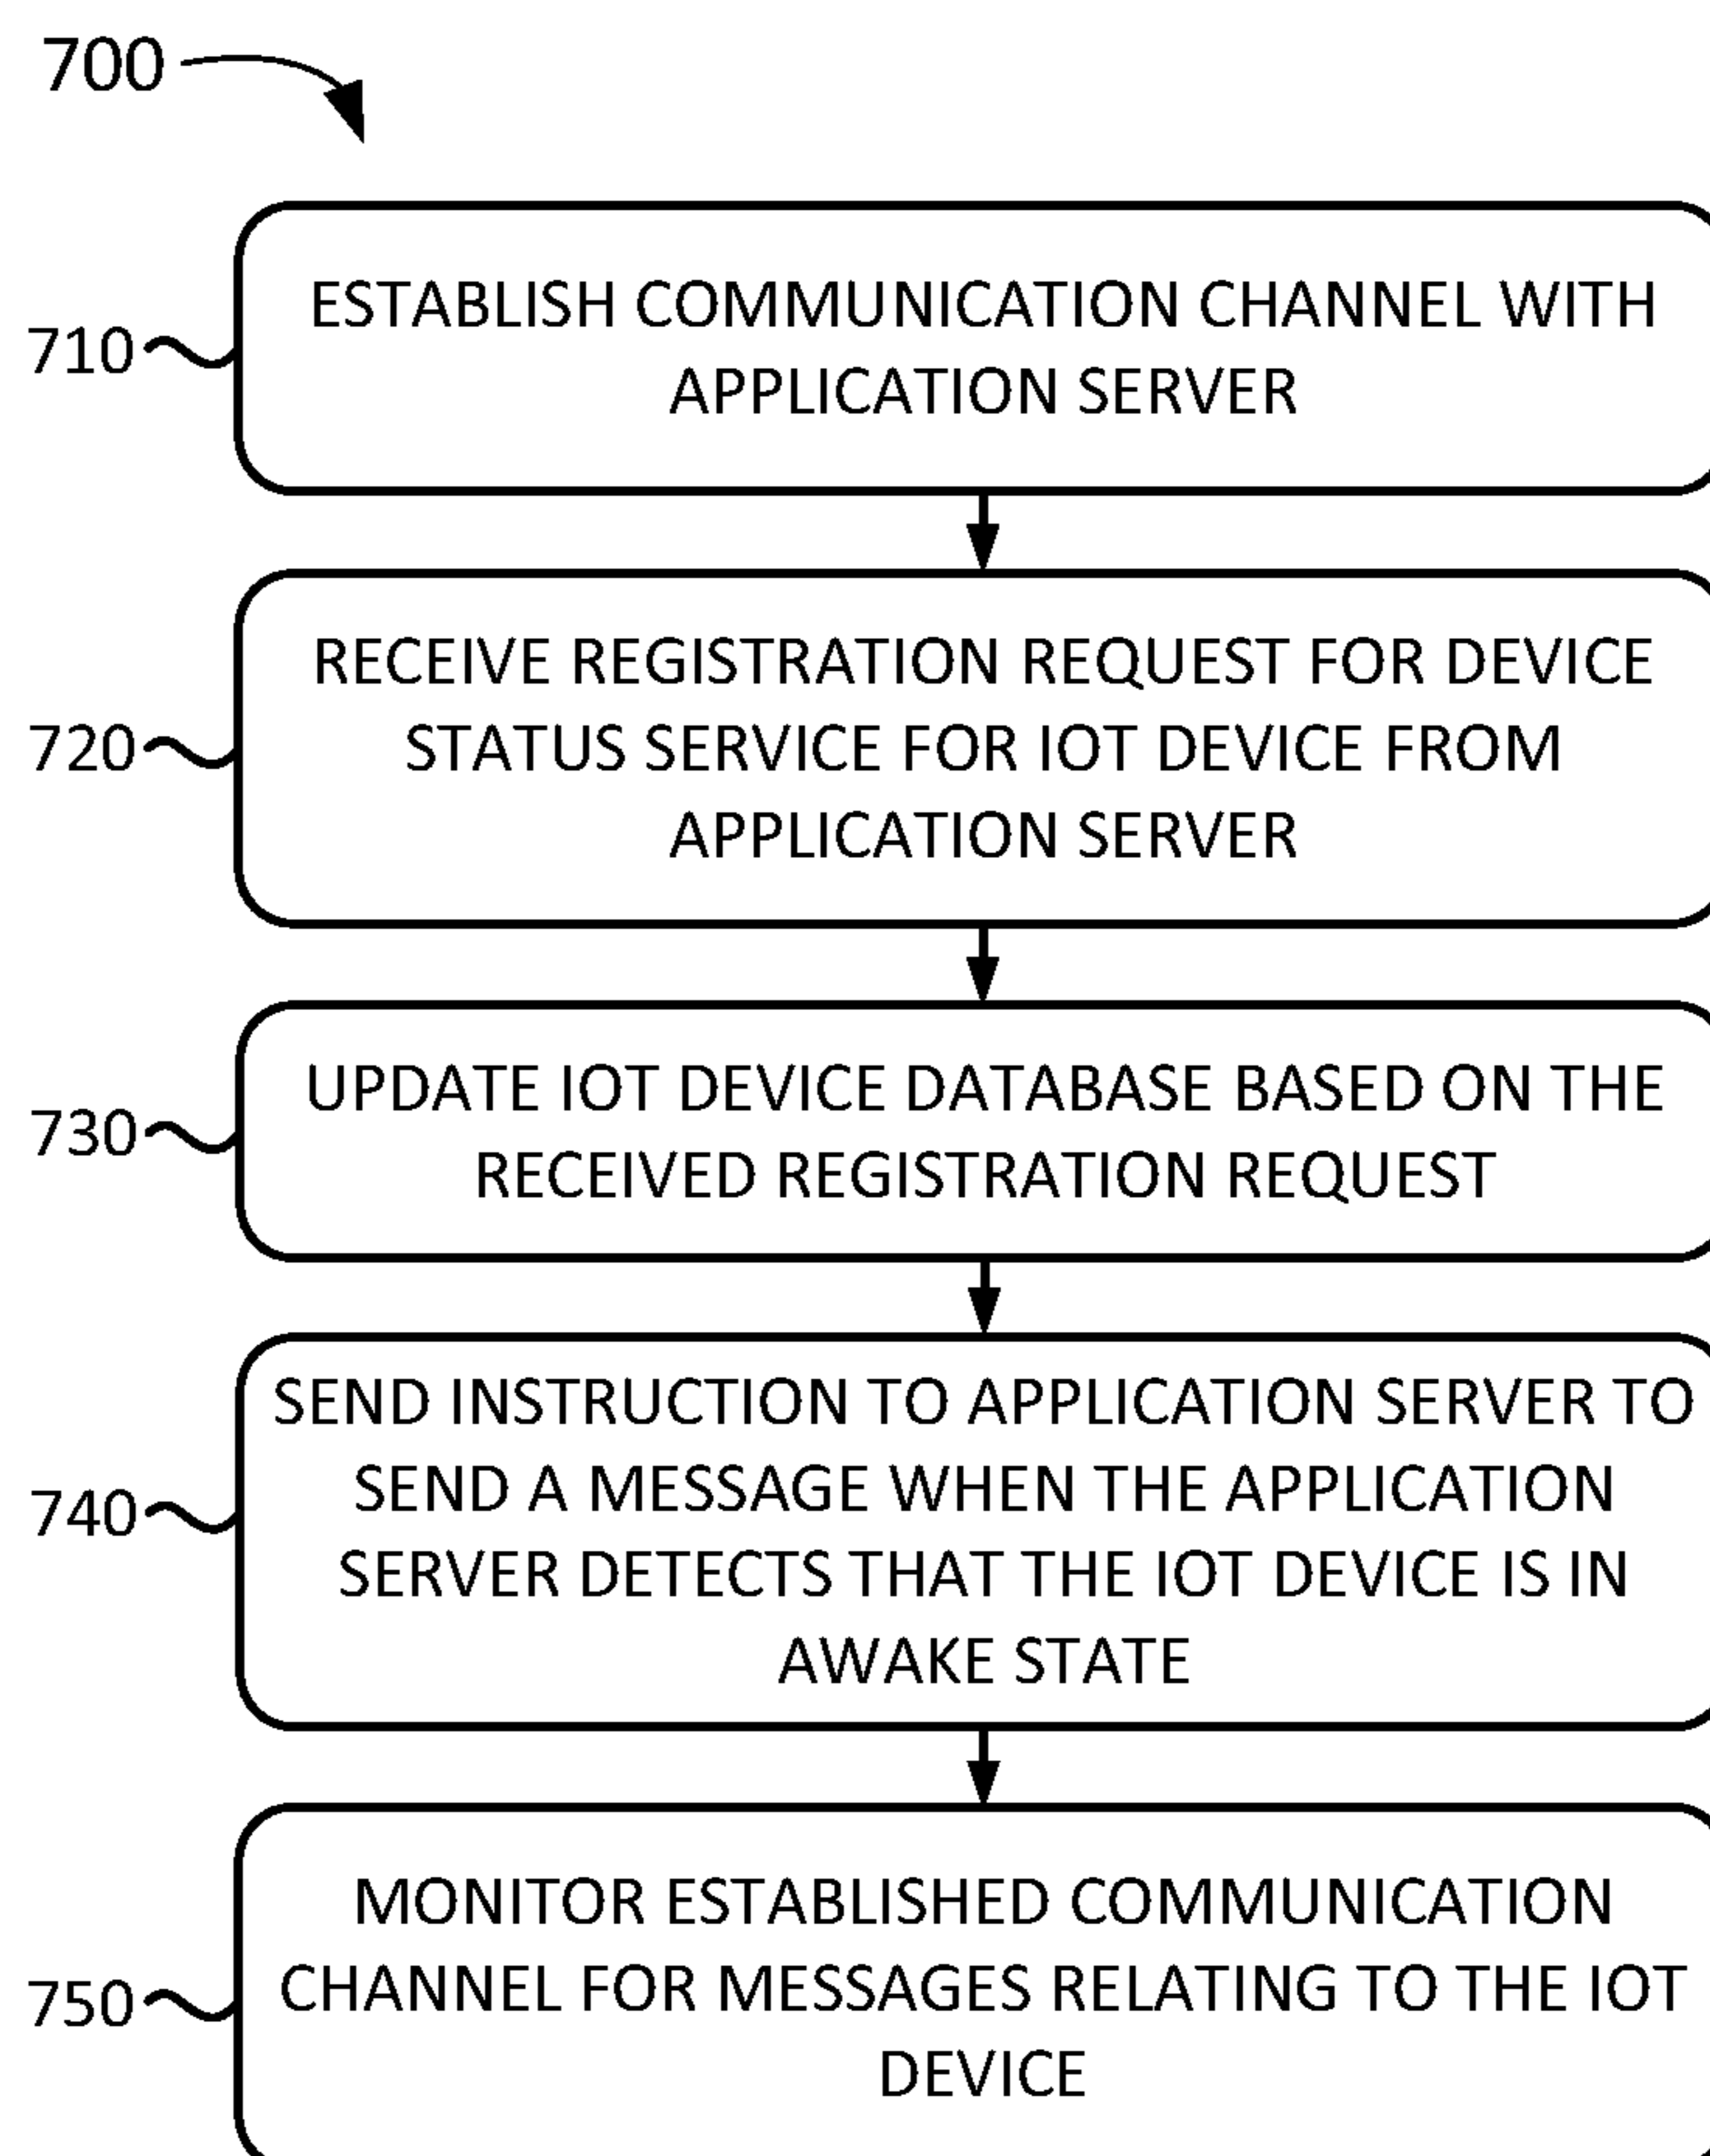 700
710
ESTABLISH COMMUNICATION CHANNEL WITH
APPLICATION SERVER
720
RECEIVE REGISTRATION REQUEST FOR DEVICE
STATUS SERVICE FOR IOT DEVICE FROM
APPLICATION SERVER
730
UPDATE IOT DEVICE DATABASE BASED ON THE
RECEIVED REGISTRATION REQUEST
740
SEND INSTRUCTION TO APPLICATION SERVER TO
SEND A MESSAGE WHEN THE APPLICATION
SERVER DETECTS THAT THE IOT DEVICE IS IN
AWAKE STATE
750
MONITOR ESTABLISHED COMMUNICATION
CHANNEL FOR MESSAGES RELATING TO THE IOT
DEVICE